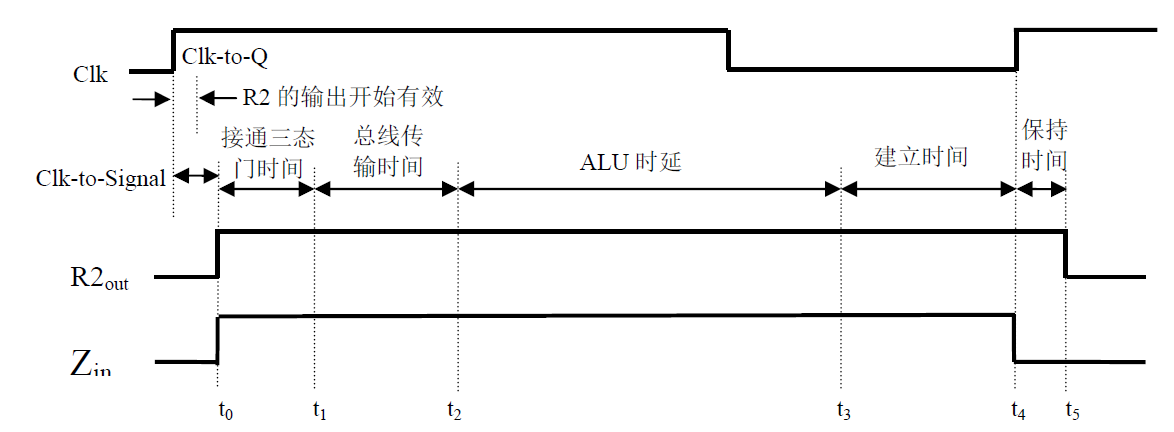 Clk
Clk-to-Q
R2 的输出开始有效
接通三态
门时间
总线传
输时间
ALU 时延
建立时间
保持
时间
Clk-to-Signal
R2out
Zin
t0 t1 t2 t3 t4 t5